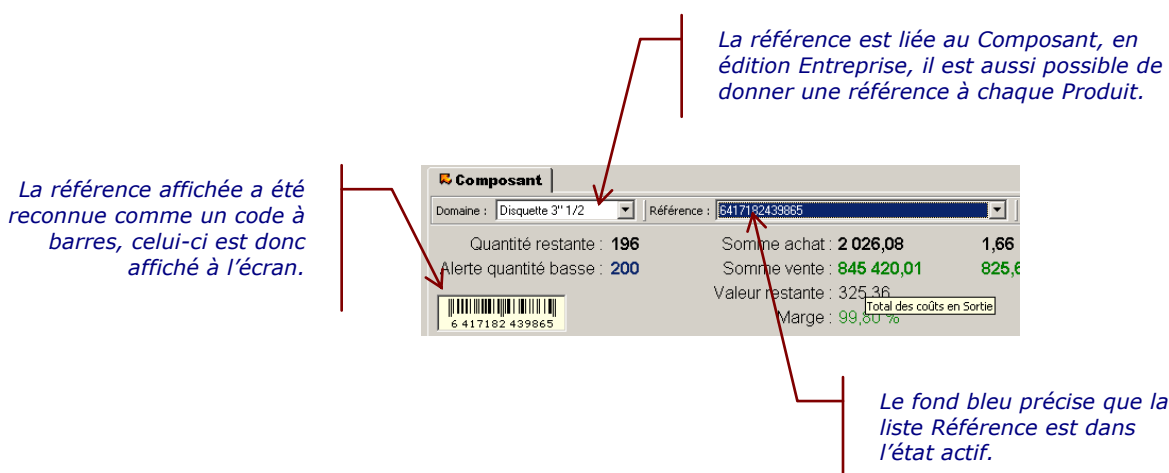 La référence est liée au Composant, en
édition Entreprise, il est aussi possible de
donner une référence à chaque Produit.
La référence affichée a été
reconnue comme un code à
barres, celui-ci est donc
affiché à l'écran.
Composant
Domaine : Disquette 3" 1/2 Référence : 6417182439865
Quantité restante : 196 Somme achat : 2 026,08 1,66
Alerte quantité basse : 200 Somme vente : 845 420,01 825,6
Valeur restante : 325,36
Total des coûts en Sortie
Marge : 99,80 %
6 417182 439865
Le fond bleu précise que la
liste Référence est dans
l'état actif.